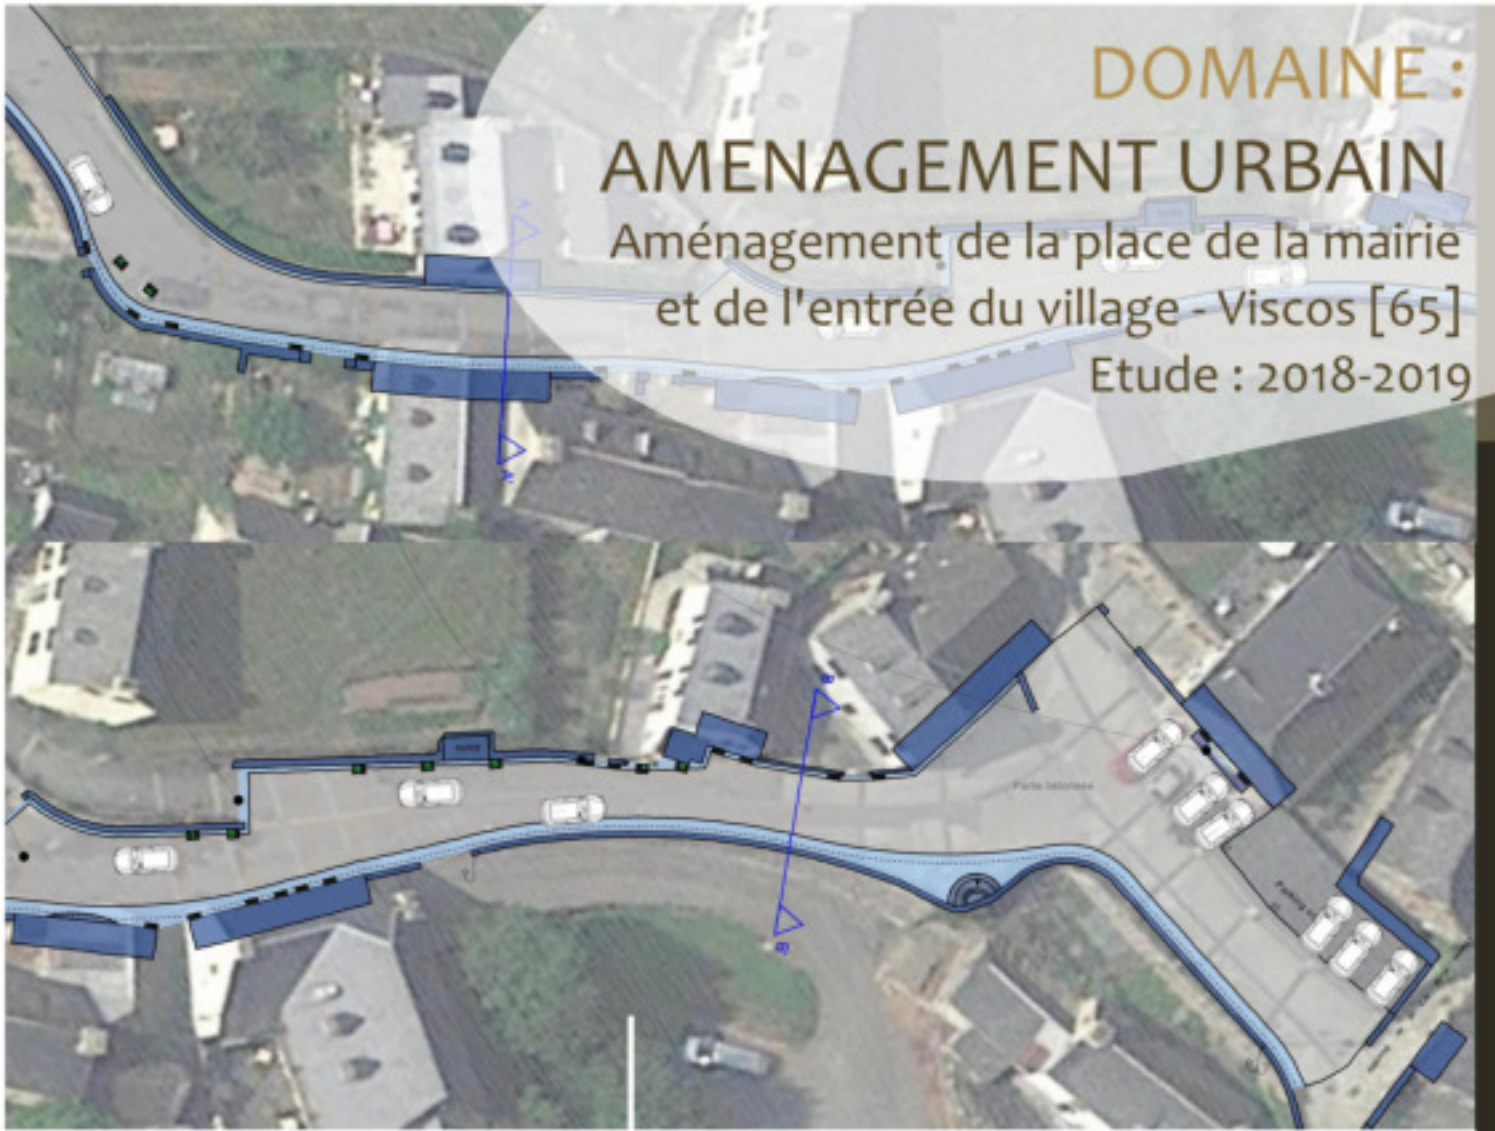 DOMAINE :
AMENAGEMENT URBAIN
Aménagement de la place de la mairie
et de l'entrée du village - Viscos [65]
Etude : 2018-2019
A
A'
B
B'
Parking